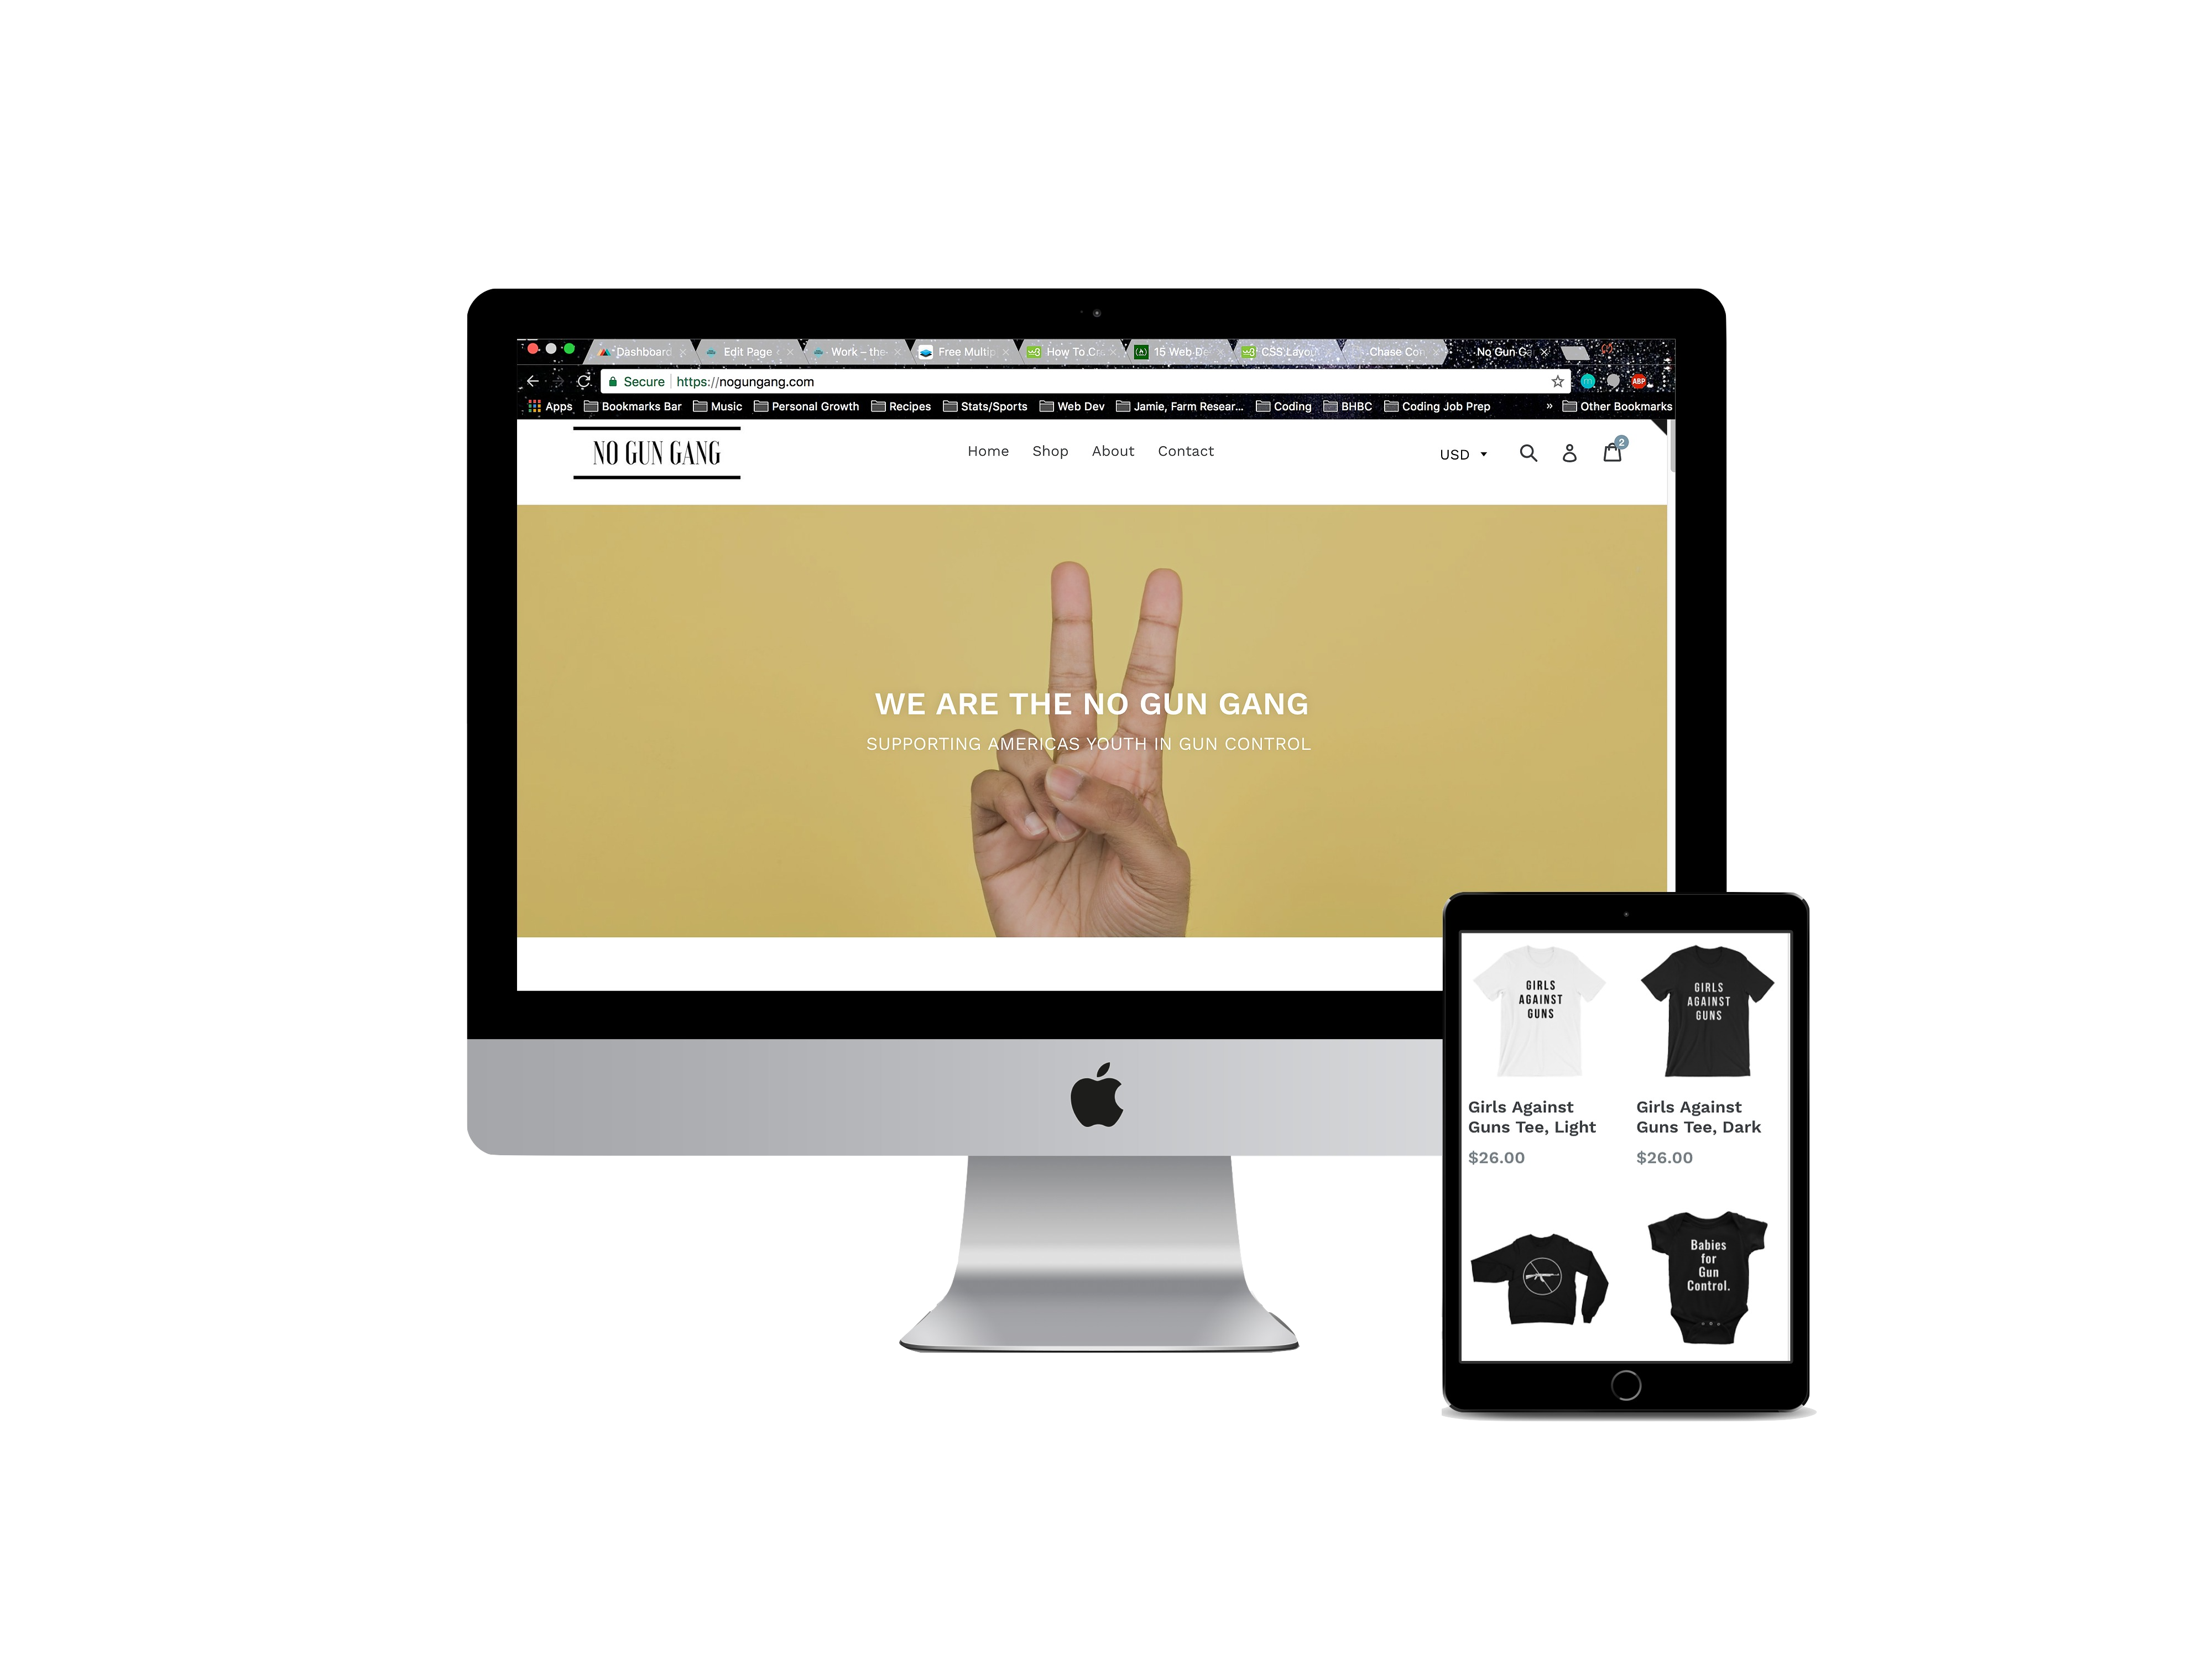 Dashboard Edit Page Work – the Free Multip How To Cre 15 Web De CSS Layout Chase Con No Gun Ga
Secure https://nogungang.com ABP
Apps Bookmarks Bar Music Personal Growth Recipes Stats/Sports Web Dev Jamie, Farm Resear... Coding BHBC Coding Job Prep » Other Bookmarks
NO GUN GANG
Home Shop About Contact
USD 2
WE ARE THE NO GUN GANG
SUPPORTING AMERICAS YOUTH IN GUN CONTROL
GIRLS
AGAINST
GUNS
GIRLS
AGAINST
GUNS
Girls Against
Guns Tee, Light
$26.00
Girls Against
Guns Tee, Dark
$26.00
Babies
for
Gun
Control.